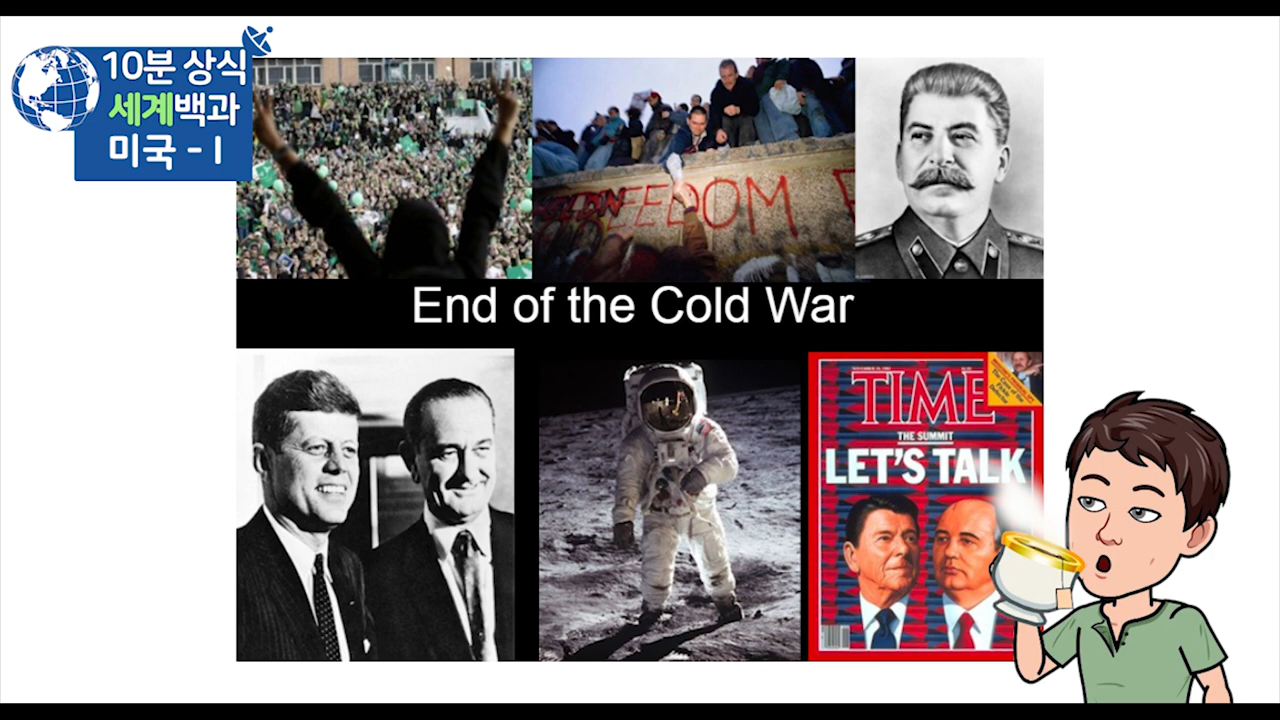 10분 상식
세계백과
미국 - I
FREEDOM
End of the Cold War
TIME
THE SUMMIT
LET'S TALK